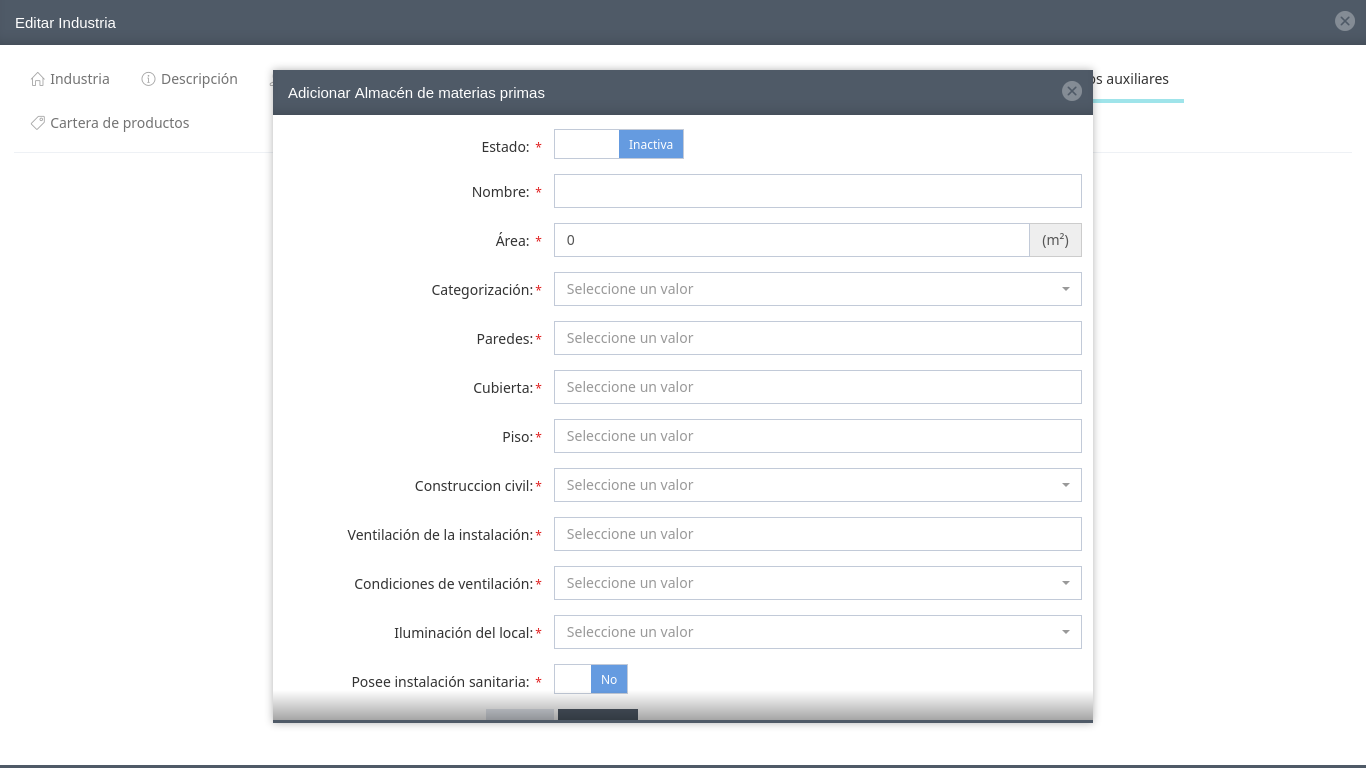 Editar Industria
Industria
Descripción
os auxiliares
Cartera de productos
Adicionar Almacén de materias primas
Estado: *
Inactiva
Nombre: *
Área: *
0
(m²)
Categorización: *
Seleccione un valor
Paredes: *
Seleccione un valor
Cubierta: *
Seleccione un valor
Piso: *
Seleccione un valor
Construccion civil: *
Seleccione un valor
Ventilación de la instalación: *
Seleccione un valor
Condiciones de ventilación: *
Seleccione un valor
Iluminación del local: *
Seleccione un valor
Posee instalación sanitaria: *
No